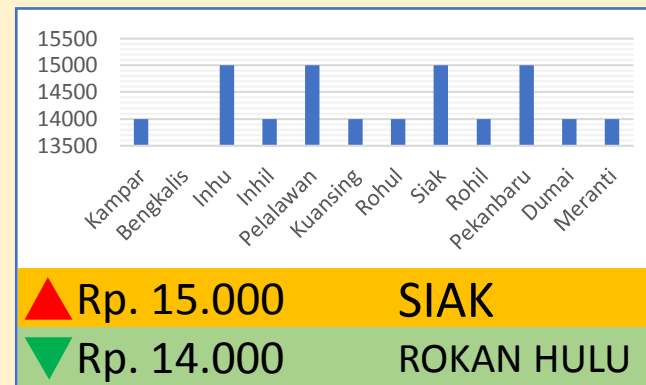 15500
15000
14500
14000
13500
Kampar
Bengkalis
Inhu
Inhil
Pelalawan
Kuansing
Rohul
Siak
Rohil
Pekanbaru
Dumai
Meranti
Rp. 15.000 SIAK
Rp. 14.000 ROKAN HULU